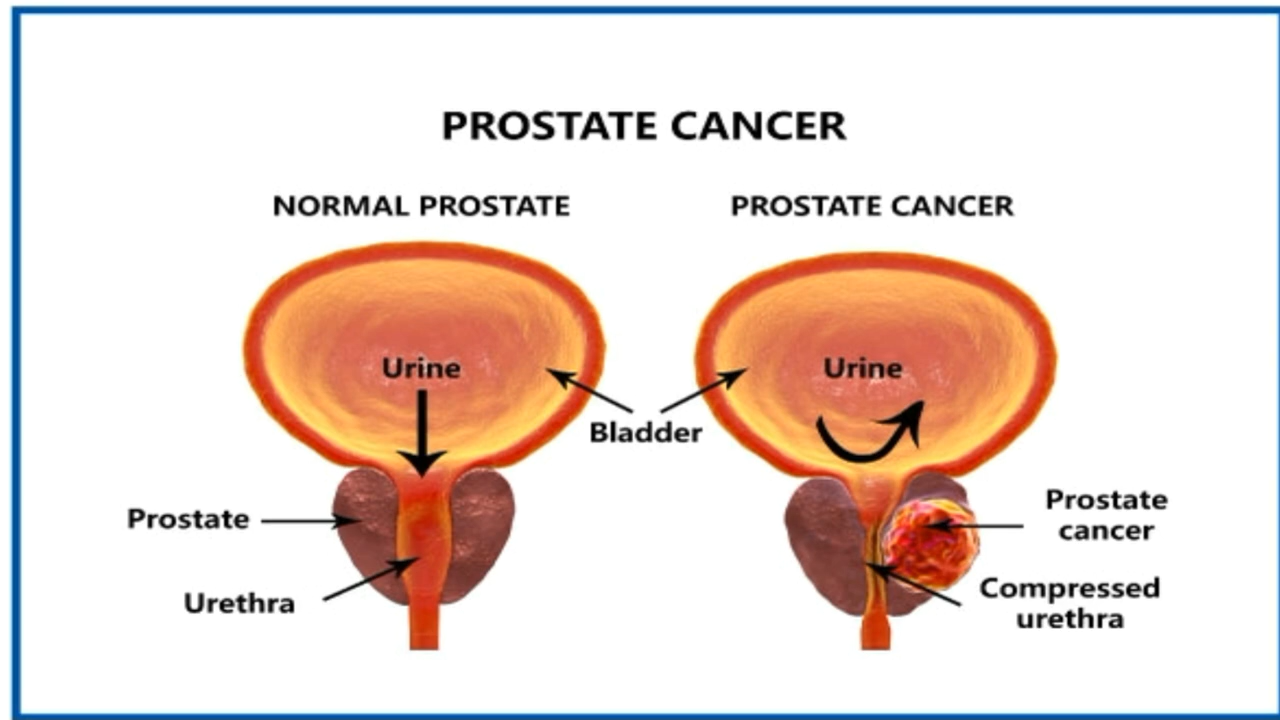 PROSTATE CANCER
NORMAL PROSTATE
PROSTATE CANCER
Urine
Urine
Bladder
Prostate
Urethra
Prostate
cancer
Compressed
urethra